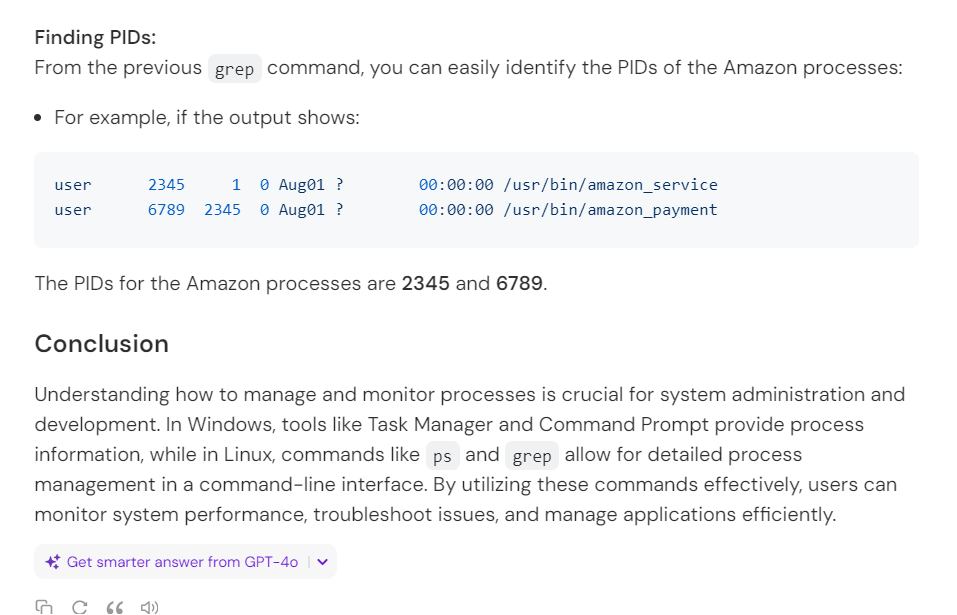 Finding PIDs:
From the previous grep command, you can easily identify the PIDs of the Amazon processes:
• For example, if the output shows:
user      2345     1  0 Aug01 ?        00:00:00 /usr/bin/amazon_service
user      6789  2345  0 Aug01 ?        00:00:00 /usr/bin/amazon_payment
The PIDs for the Amazon processes are 2345 and 6789.
Conclusion
Understanding how to manage and monitor processes is crucial for system administration and
development. In Windows, tools like Task Manager and Command Prompt provide process
information, while in Linux, commands like ps and grep allow for detailed process
management in a command-line interface. By utilizing these commands effectively, users can
monitor system performance, troubleshoot issues, and manage applications efficiently.
Get smarter answer from GPT-4o